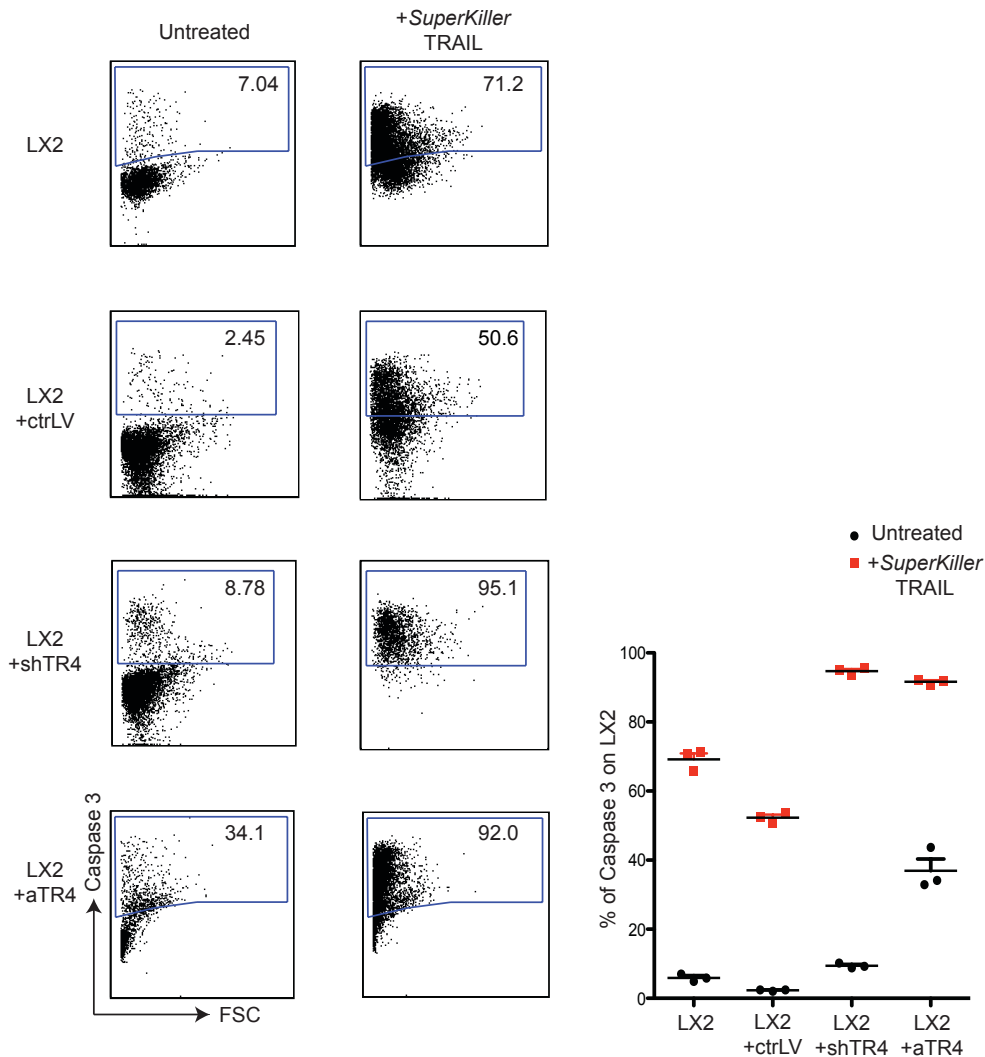 Untreated
+SuperKiller
TRAIL
LX2
7.04
71.2
LX2
+ctrLV
2.45
50.6
LX2
+shTR4
8.78
95.1
LX2
+aTR4
34.1
92.0
Caspase 3
FSC
Untreated
+SuperKiller
TRAIL
% of Caspase 3 on LX2
100
80
60
40
20
0
LX2
LX2
+ctrLV
LX2
+shTR4
LX2
+aTR4